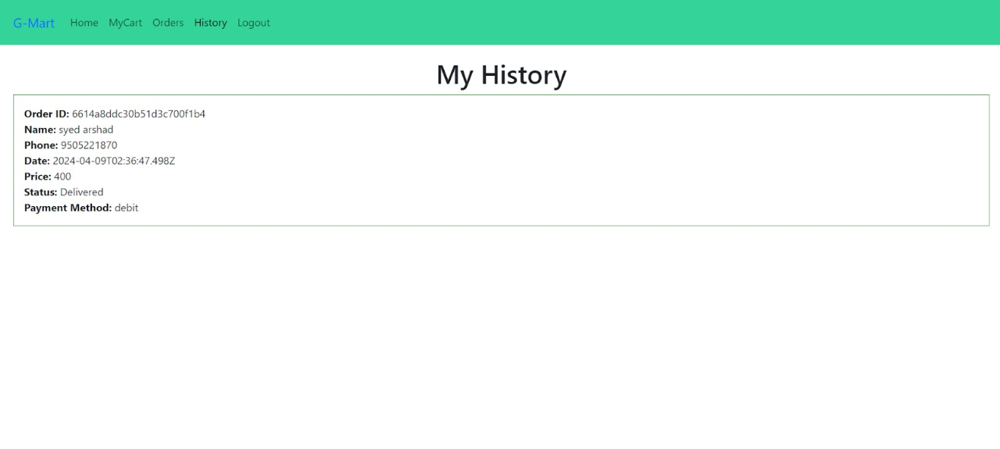 G-Mart Home MyCart Orders History Logout
My History
Order ID: 6614a8ddc30b51d3c700f1b4
Name: syed arshad
Phone: 9505221870
Date: 2024-04-09T02:36:47.498Z
Price: 400
Status: Delivered
Payment Method: debit